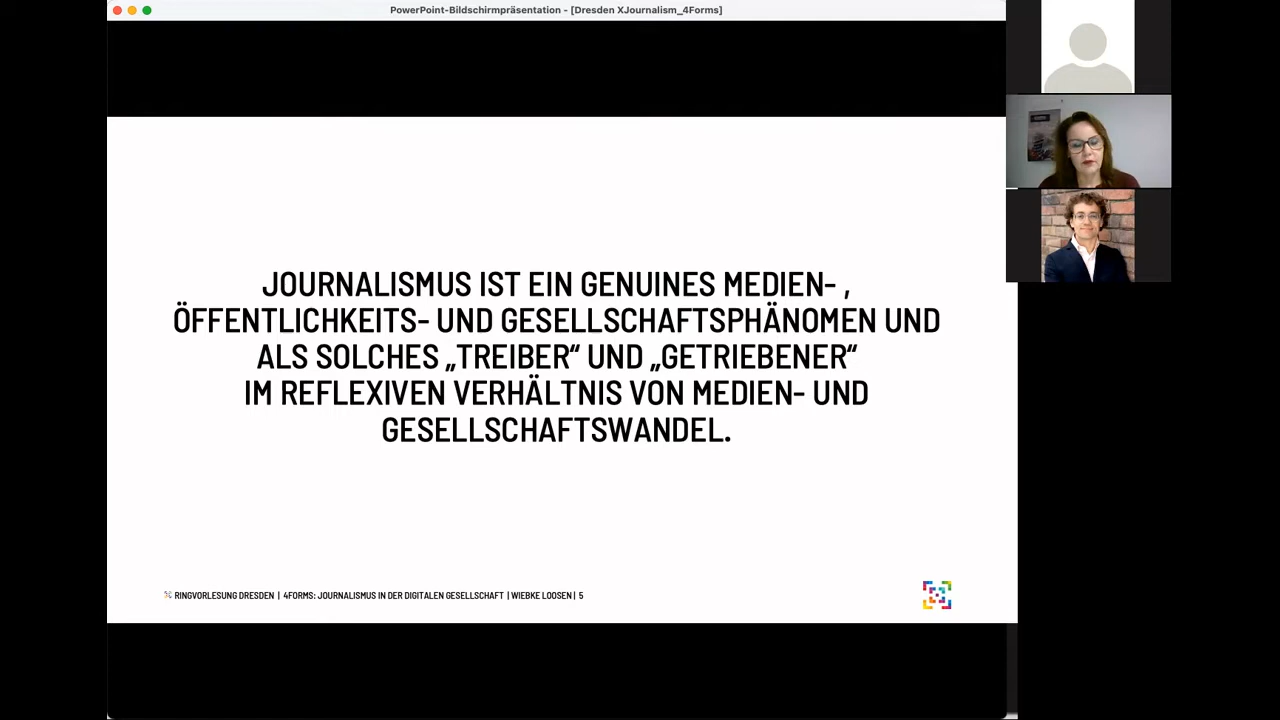 PowerPoint-Bildschirmpräsentation - [Dresden XJournalism_4Forms]
JOURNALISMUS IST EIN GENUINES MEDIEN- ,
ÖFFENTLICHKEITS- UND GESELLSCHAFTSPHÄNOMEN UND
ALS SOLCHES „TREIBER“ UND „GETRIEBENER“
IM REFLEXIVEN VERHÄLTNIS VON MEDIEN- UND
GESELLSCHAFTSWANDEL.
RINGVORLESUNG DRESDEN | 4FORMS: JOURNALISMUS IN DER DIGITALEN GESELLSCHAFT | WIEBKE LOOSEN | 5